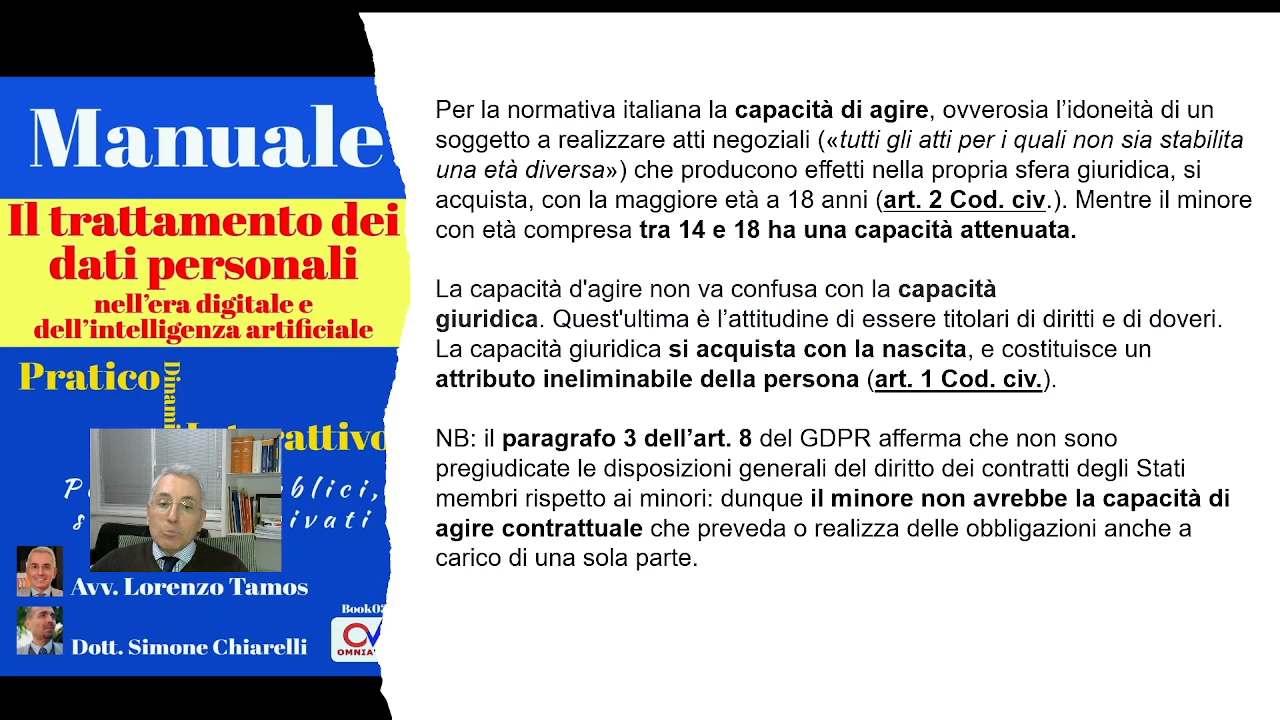 Manuale
Il trattamento dei
dati personali
nell'era digitale e
dell'intelligenza artificiale
Pratico
Avv. Lorenzo Tamos
Book0
Dott. Simone Chiarelli
OMNIA
Per la normativa italiana la capacità di agire, ovverosia l’idoneità di un
soggetto a realizzare atti negoziali («tutti gli atti per i quali non sia stabilita
una età diversa») che producono effetti nella propria sfera giuridica, si
acquista, con la maggiore età a 18 anni (art. 2 Cod. civ.). Mentre il minore
con età compresa tra 14 e 18 ha una capacità attenuata.
La capacità d'agire non va confusa con la capacità
giuridica. Quest'ultima è l’attitudine di essere titolari di diritti e di doveri.
La capacità giuridica si acquista con la nascita, e costituisce un
attributo ineliminabile della persona (art. 1 Cod. civ.).
NB: il paragrafo 3 dell’art. 8 del GDPR afferma che non sono
pregiudicate le disposizioni generali del diritto dei contratti degli Stati
membri rispetto ai minori: dunque il minore non avrebbe la capacità di
agire contrattuale che preveda o realizza delle obbligazioni anche a
carico di una sola parte.